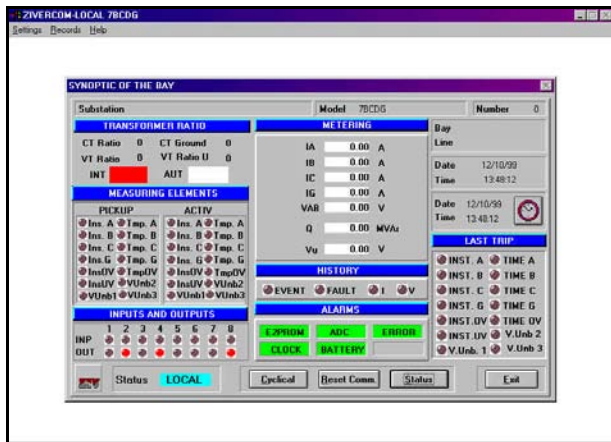 ZIVERCOM-LOCAL 7BCDG
Settings Records Help
SYNOPTIC OF THE BAY
Substation Model 7BCDG Number 0
TRANSFORMER RATIO
CT Ratio 0 CT Ground 0
VT Ratio 0 VT Ratio U 0
INT AUT
MEASURING ELEMENTS
PICKUP ACTIV
Ins. A Tmp. A Ins. A Tmp. A
Ins. B Tmp. B Ins. B Tmp. B
Ins. C Tmp. C Ins. C Tmp. C
Ins. G Tmp. G Ins. G Tmp. G
InsOV TmpOV InsOV TmpOV
InsUV VUnb2 InsUV VUnb2
VUnb1 VUnb3 VUnb1 VUnb3
INPUTS AND OUTPUTS
1 2 3 4 5 6 7 8
INP
OUT
METERING
IA 0.00 A
IB 0.00 A
IC 0.00 A
IG 0.00 A
VAB 0.00 V
Q 0.00 MVAr
Vu 0.00 V
HISTORY
EVENT FAULT I V
ALARMS
E2PROM ADC ERROR
CLOCK BATTERY
Bay
Line
Date 12/10/99
Time 13:48:12
Date 12/10/99
Time 13:48:12
LAST TRIP
INST. A TIME A
INST. B TIME B
INST. C TIME C
INST. G TIME G
INST.OV TIME OV
INST.UV V.Unb 2
V.Unb. 1 V.Unb 3
Status LOCAL Cyclical Reset Comm. Status Exit